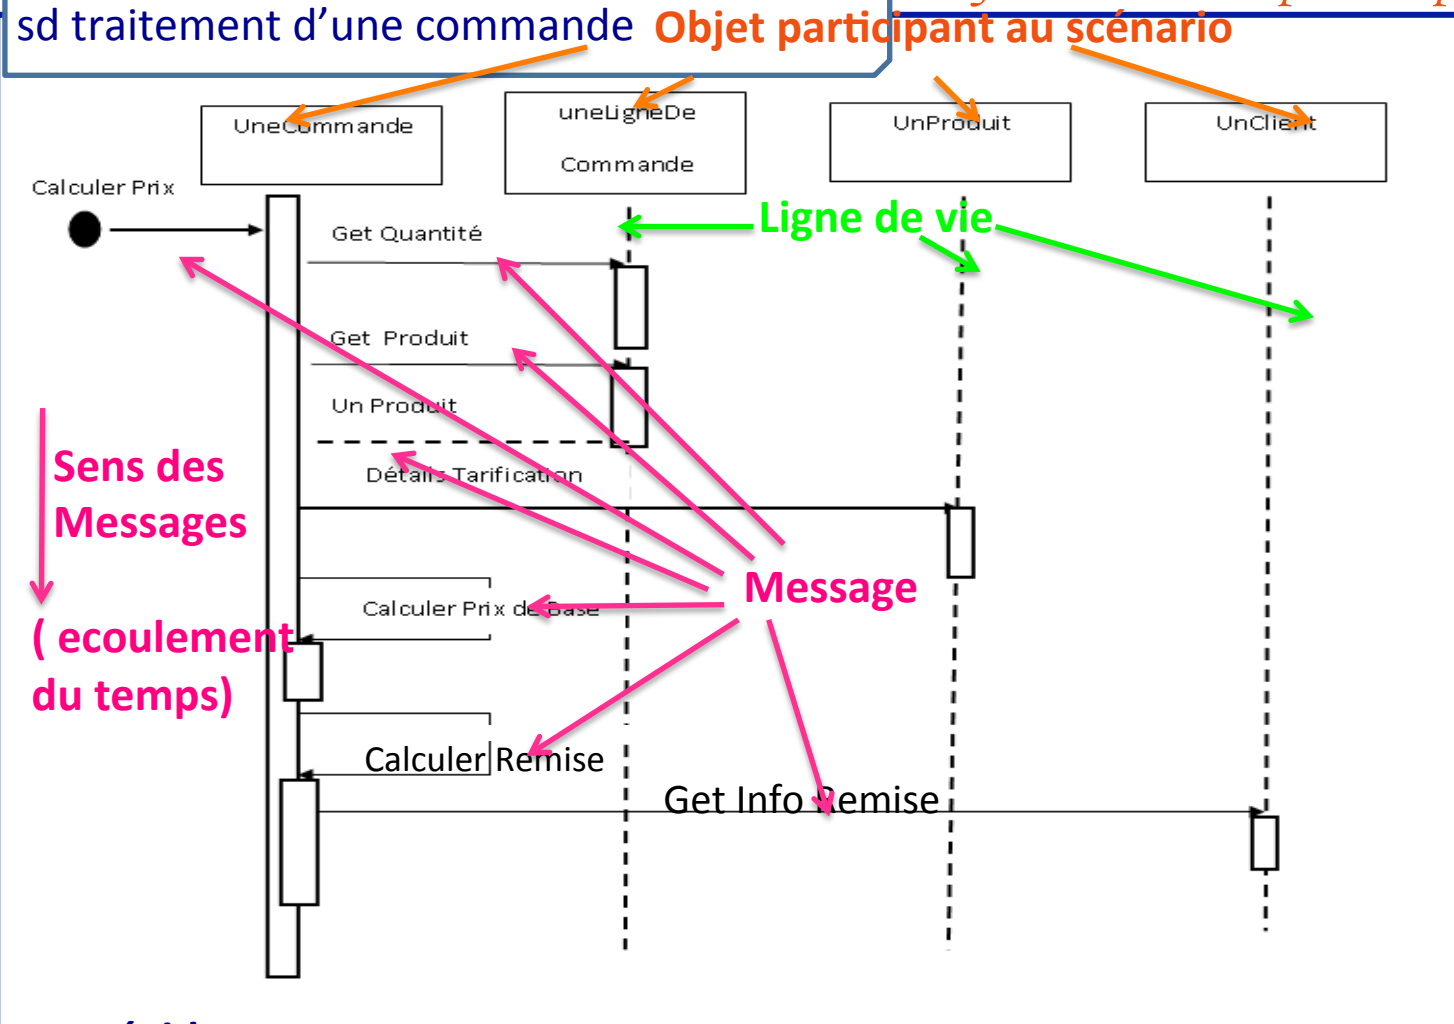 sd traitement d’une commande
Objet participant au scénario
UneCommande
uneLigneDe
Commande
UnProduit
UnClient
Calculer Prix
Ligne de vie
Get Quantité
Get Produit
Un Produit
Sens des
Messages
Détails Tarification
Message
Calculer Prix de Base
( ecoulement
du temps)
Calculer Remise
Get Info Remise